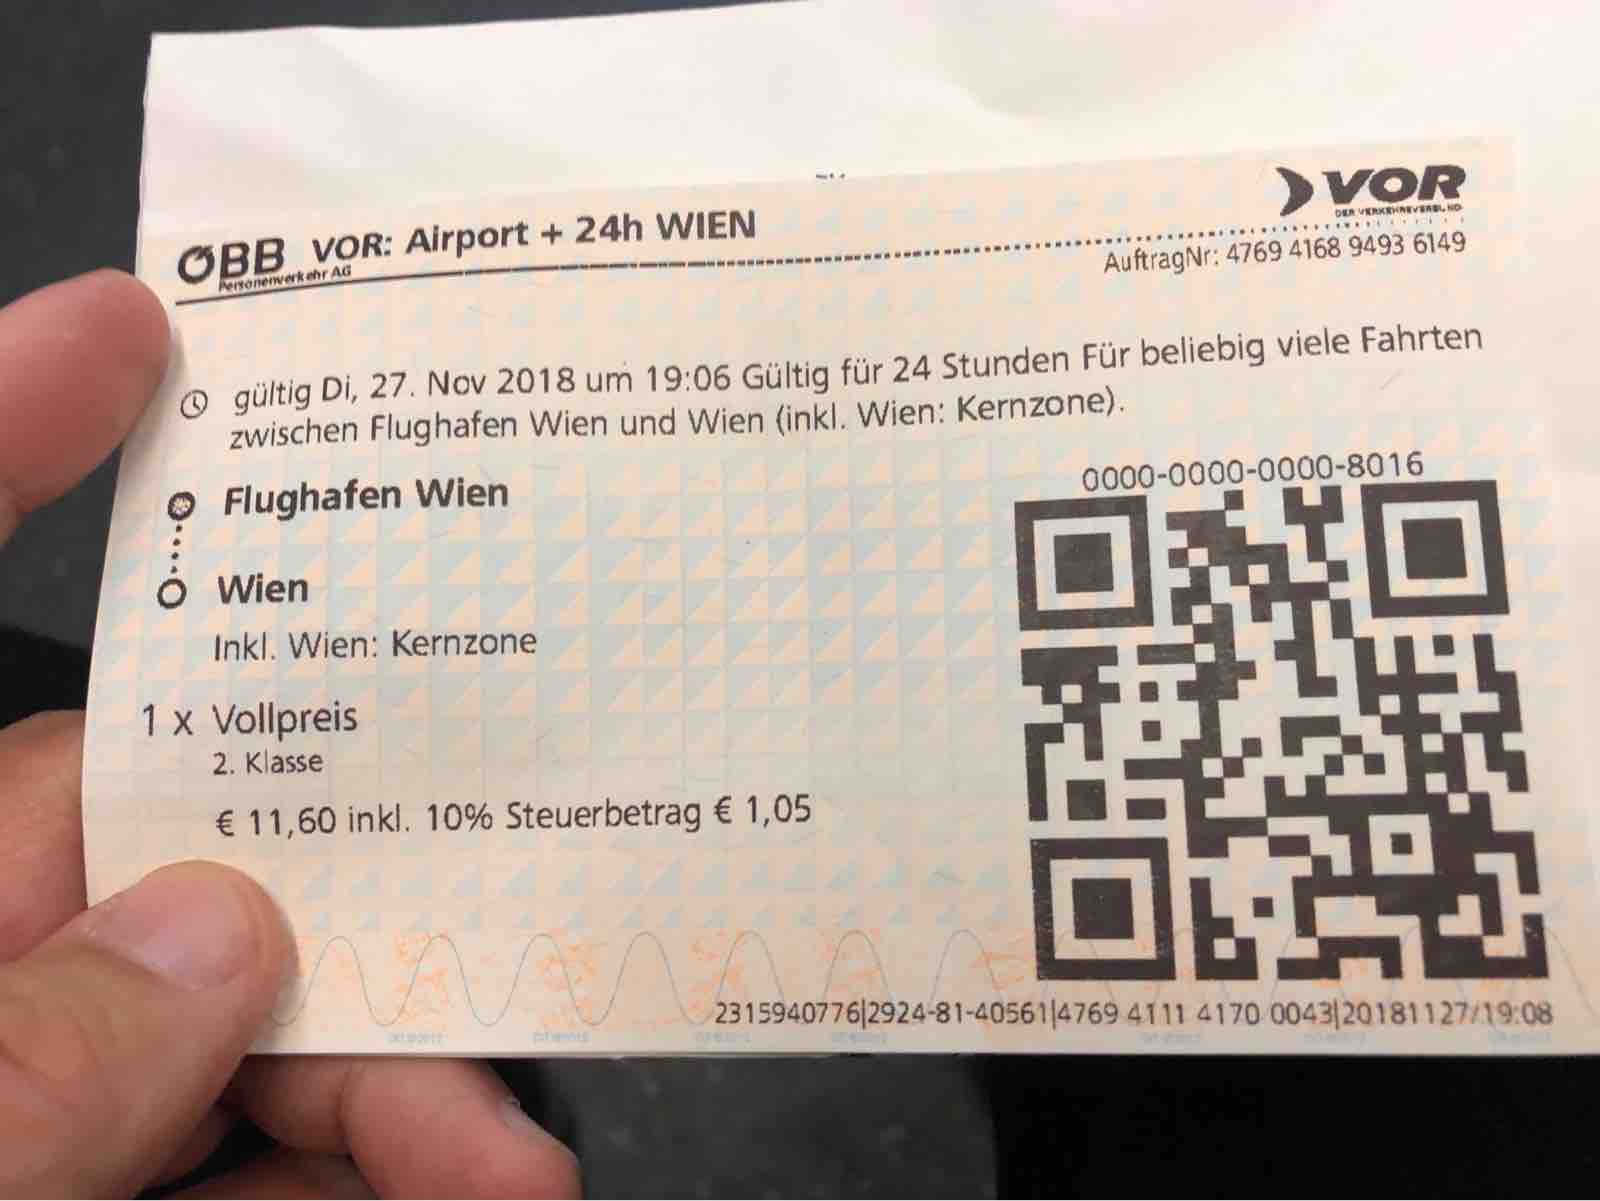 ÖBB VOR: Airport + 24h WIEN
Personenverkehr AG
VOR
DER VERKEHRSVERBUND
AuftragNr: 4769 4168 9493 6149
gültig Di, 27. Nov 2018 um 19:06 Gültig für 24 Stunden Für beliebig viele Fahrten
zwischen Flughafen Wien und Wien (inkl. Wien: Kernzone).
0000-0000-0000-8016
Flughafen Wien
Wien
Inkl. Wien: Kernzone
1 x Vollpreis
2. Klasse
€ 11,60 inkl. 10% Steuerbetrag € 1,05
2315940776|2924-81-40561|4769 4111 4170 0043|20181127/19:08